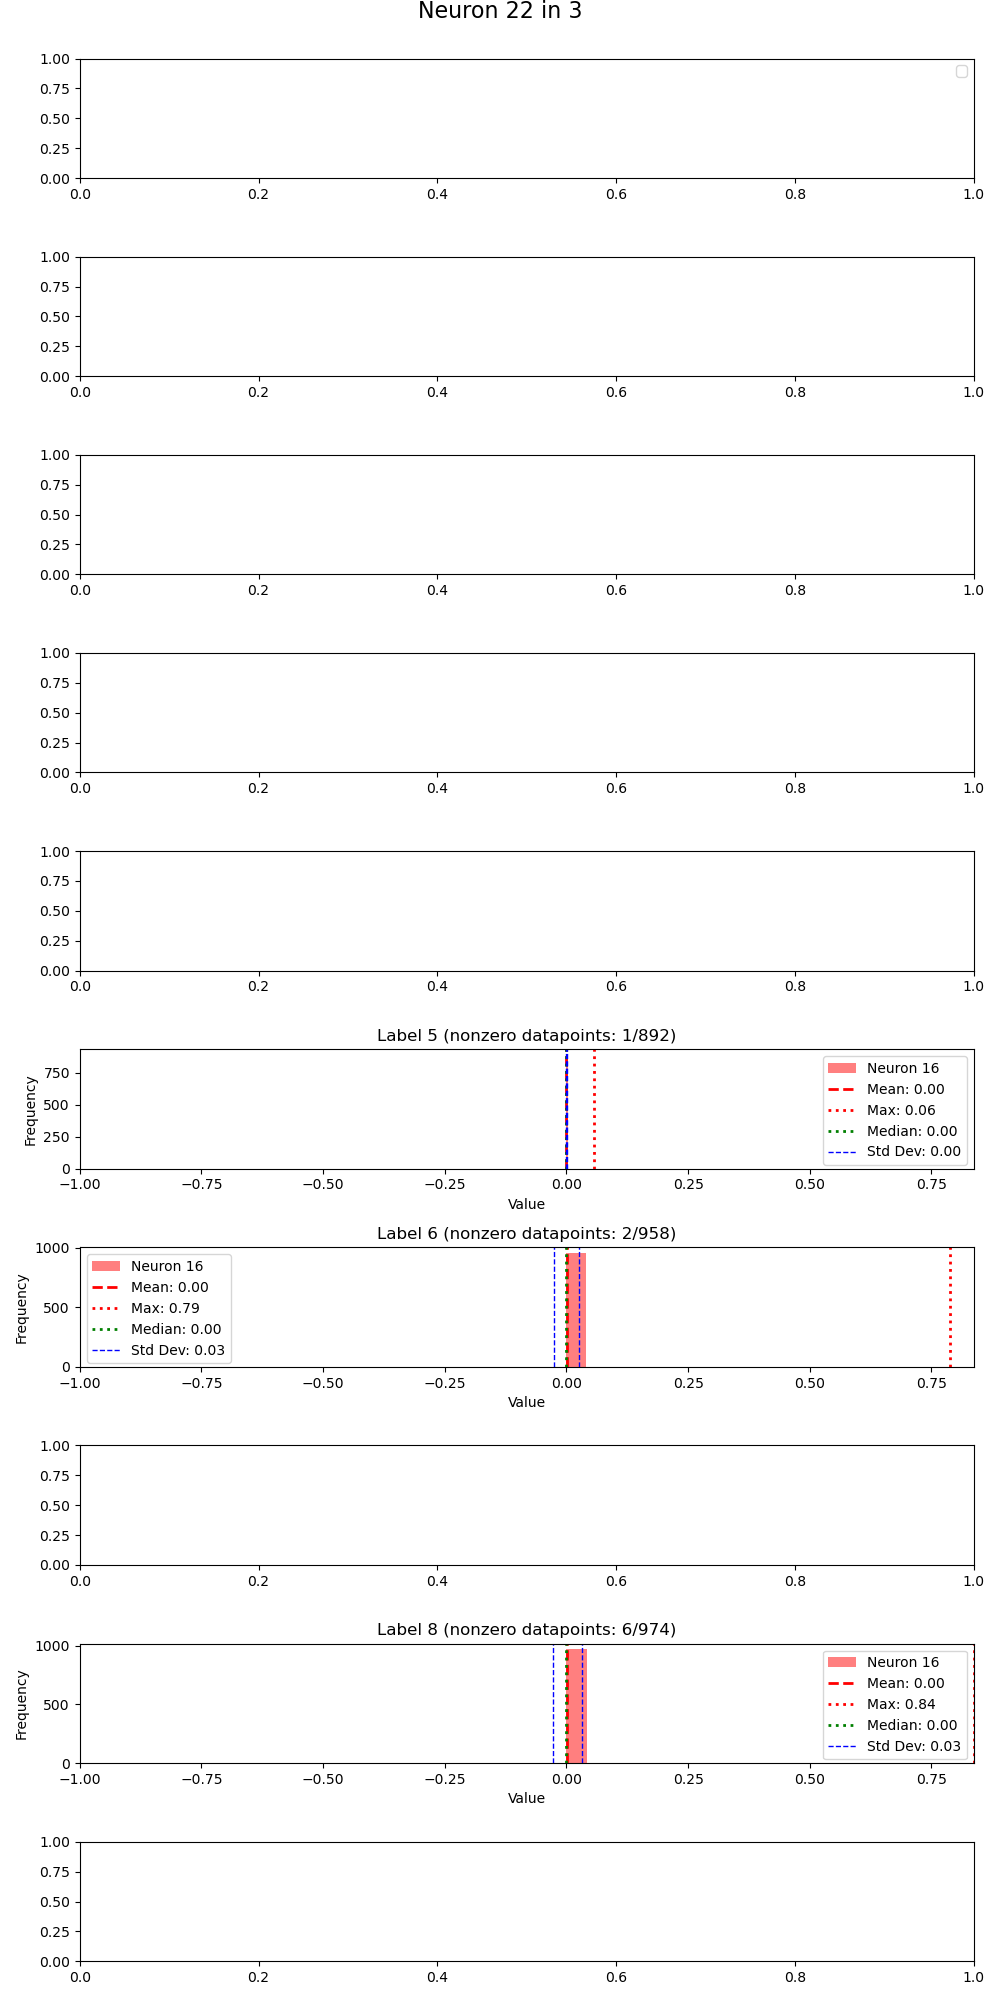 Neuron 22 in 3
1.00
0.75
0.50
0.25
0.00
0.0 0.2 0.4 0.6 0.8 1.0
1.00
0.75
0.50
0.25
0.00
0.0 0.2 0.4 0.6 0.8 1.0
1.00
0.75
0.50
0.25
0.00
0.0 0.2 0.4 0.6 0.8 1.0
1.00
0.75
0.50
0.25
0.00
0.0 0.2 0.4 0.6 0.8 1.0
1.00
0.75
0.50
0.25
0.00
0.0 0.2 0.4 0.6 0.8 1.0
Label 5 (nonzero datapoints: 1/892)
Frequency
750
500
250
0
Neuron 16
Mean: 0.00
Max: 0.06
Median: 0.00
Std Dev: 0.00
−1.00 −0.75 −0.50 −0.25 0.00 0.25 0.50 0.75
Value
Label 6 (nonzero datapoints: 2/958)
Frequency
1000
500
0
Neuron 16
Mean: 0.00
Max: 0.79
Median: 0.00
Std Dev: 0.03
−1.00 −0.75 −0.50 −0.25 0.00 0.25 0.50 0.75
Value
1.00
0.75
0.50
0.25
0.00
0.0 0.2 0.4 0.6 0.8 1.0
Label 8 (nonzero datapoints: 6/974)
Frequency
1000
500
0
Neuron 16
Mean: 0.00
Max: 0.84
Median: 0.00
Std Dev: 0.03
−1.00 −0.75 −0.50 −0.25 0.00 0.25 0.50 0.75
Value
1.00
0.75
0.50
0.25
0.00
0.0 0.2 0.4 0.6 0.8 1.0